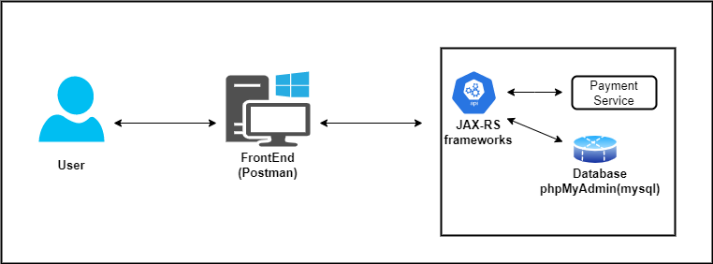 User
FrontEnd
(Postman)
JAX-RS
frameworks
Payment
Service
Database
phpMyAdmin(mysql)